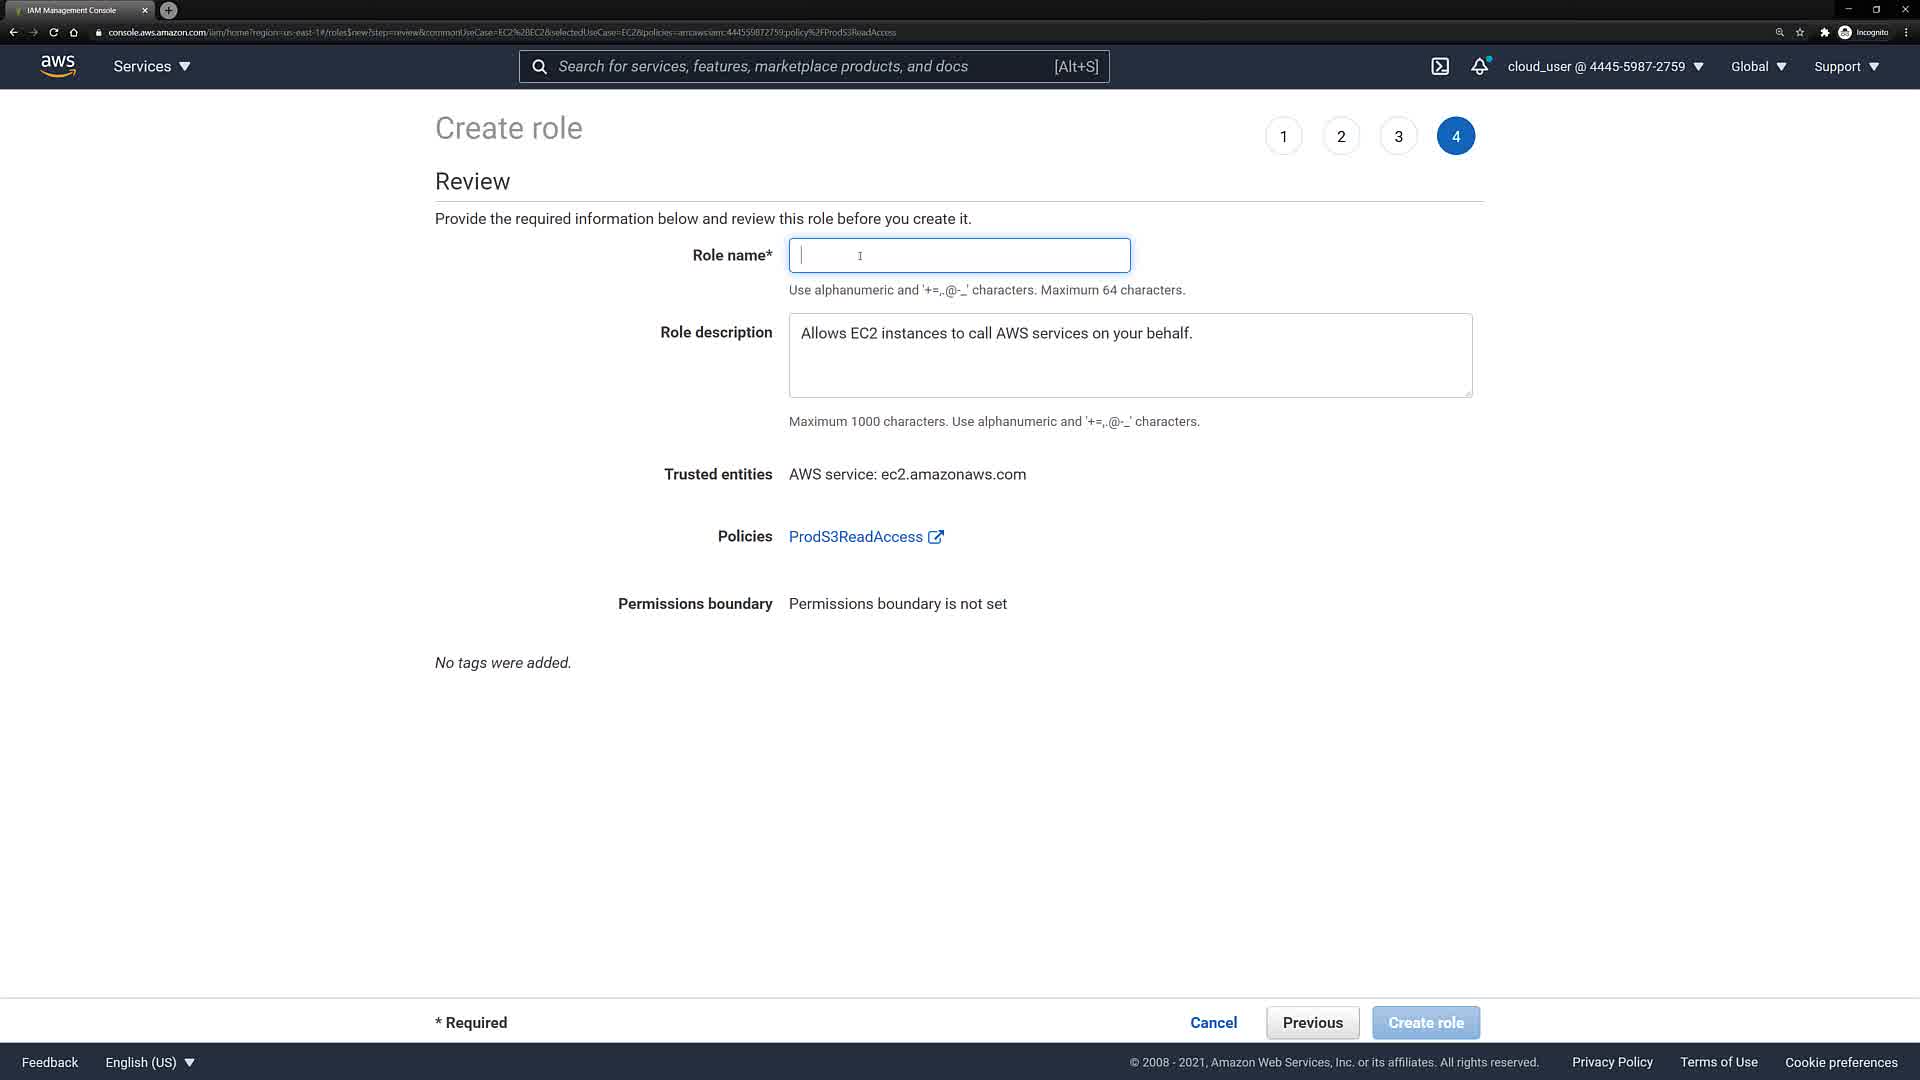 IAM Management Console
console.aws.amazon.com/iam/home?region=us-east-1#/roles$new?step=review&commonUseCase=EC2%2BEC2&selectedUseCase=EC2&policies=arn:aws:iam::444559872759:policy%2FProdS3ReadAccess
Incognito
aws
Services
Search for services, features, marketplace products, and docs
[Alt+S]
cloud_user @ 4445-5987-2759
Global
Support
Create role
1
2
3
4
Review
Provide the required information below and review this role before you create it.
Role name*
Use alphanumeric and '+=,.@-_' characters. Maximum 64 characters.
Role description
Allows EC2 instances to call AWS services on your behalf.
Maximum 1000 characters. Use alphanumeric and '+=,.@-_' characters.
Trusted entities AWS service: ec2.amazonaws.com
Policies ProdS3ReadAccess
Permissions boundary Permissions boundary is not set
No tags were added.
* Required
Cancel
Previous
Create role
Feedback
English (US)
© 2008 - 2021, Amazon Web Services, Inc. or its affiliates. All rights reserved.
Privacy Policy
Terms of Use
Cookie preferences